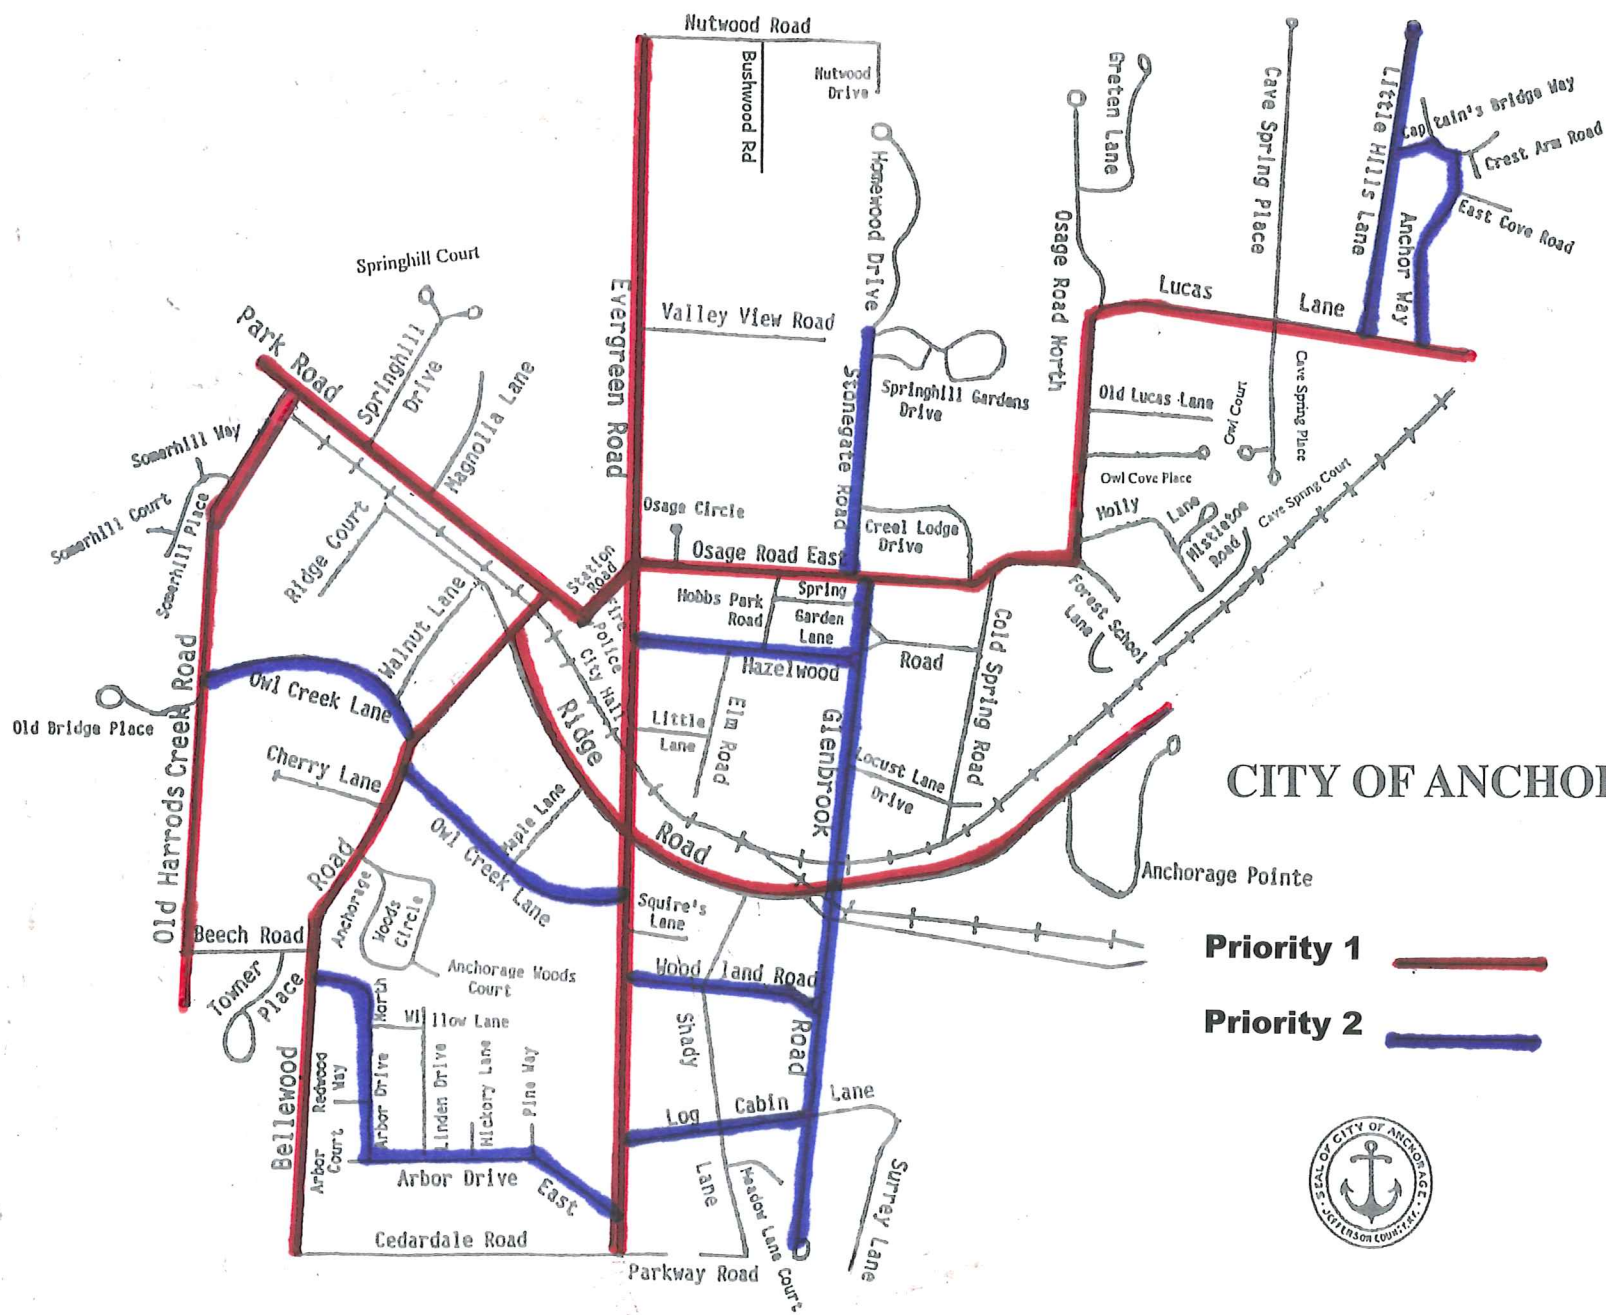 Nutwood Road
Bushwood Rd
Nutwood
Drive
Greten Lane
Cave Spring Place
Little Hills Lane
Captain's Bridge Way
Crest Arm Road
East Cove Road
Anchor Way
Homewood Drive
Osage Road North
Lucas
Lane
Springhill Court
Park Road
Springhill
Drive
Magnolia Lane
Evergreen Road
Valley View Road
Stonegate Road
Springhill Gardens
Drive
Old Lucas Lane
Owl Court
Cave Spring Place
Owl Cove Place
Cave Spring Court
Somerhill Way
Somerhill Court
Somerhill Place
Ridge Court
Osage Circle
Osage Road East
Creel Lodge
Drive
Holly
Lane
Mistletoe
Road
Station
Road
Fire
Police
City Hall
Hobbs Park
Road
Spring
Garden
Lane
Forest School
Lane
Walnut Lane
Hazelwood
Road
Cold Spring Road
Owl Creek Lane
Old Bridge Place
Old Harrods Creek Road
Ridge
Road
Little
Lane
Elm Road
Glenbrook
Road
Locust Lane
Drive
Cherry Lane
Owl Creek Lane
Maple Lane
CITY OF ANCHOR
Anchorage Pointe
Road
Anchorage
Woods
Circle
Squire's
Lane
Beech Road
Towner
Place
Anchorage Woods
Court
Woodland Road
Priority 1
Priority 2
North
Willow Lane
Shady
Lane
Bellewood
Redwood
Way
Arbor Drive
Linden Drive
Hickory Lane
Pine Way
Log
Cabin
Lane
Arbor
Court
Arbor Drive
East
Meadow Lane Court
Surrey Lane
Cedardale Road
Parkway Road
SEAL OF CITY OF ANCHORAGE
JEFFERSON COUNTY, KY.